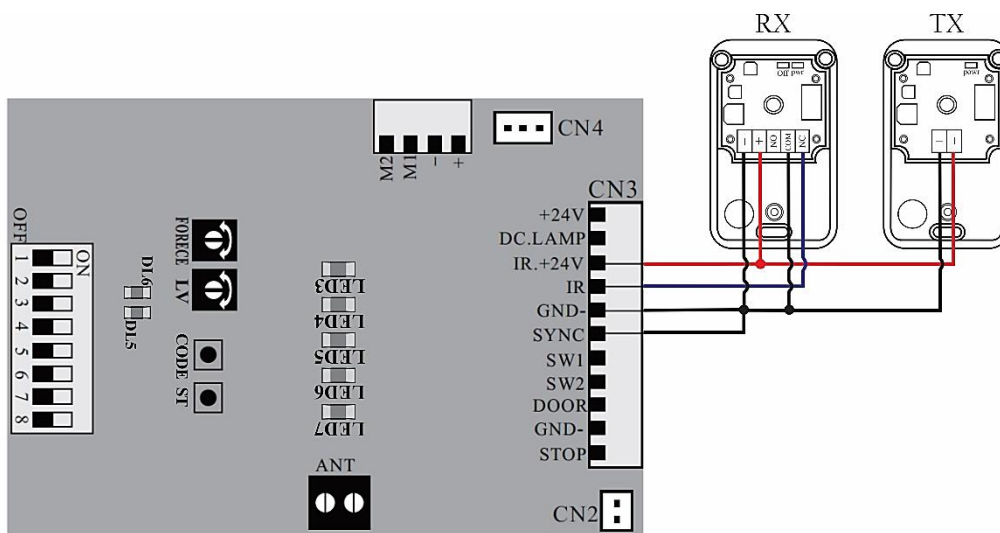 RX
TX
Off pwr
powr
- + NO COM NC
- -
M2 M1 - +
CN4
CN3
+24V
DC.LAMP
IR.+24V
IR
GND-
SYNC
SW1
SW2
DOOR
GND-
STOP
CN2
OFF
ON
1
2
3
4
5
6
7
8
DL6
DL5
FORECE
LV
CODE
ST
LED3
LED4
LED5
LED6
LED7
ANT